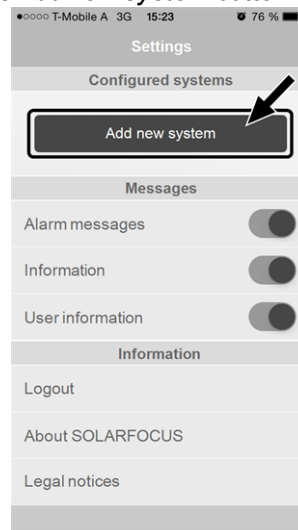 ●○○○○ T-Mobile A 3G 15:23 76 %
Settings
Configured systems
Add new system
Messages
Alarm messages
Information
User information
Information
Logout
About SOLARFOCUS
Legal notices